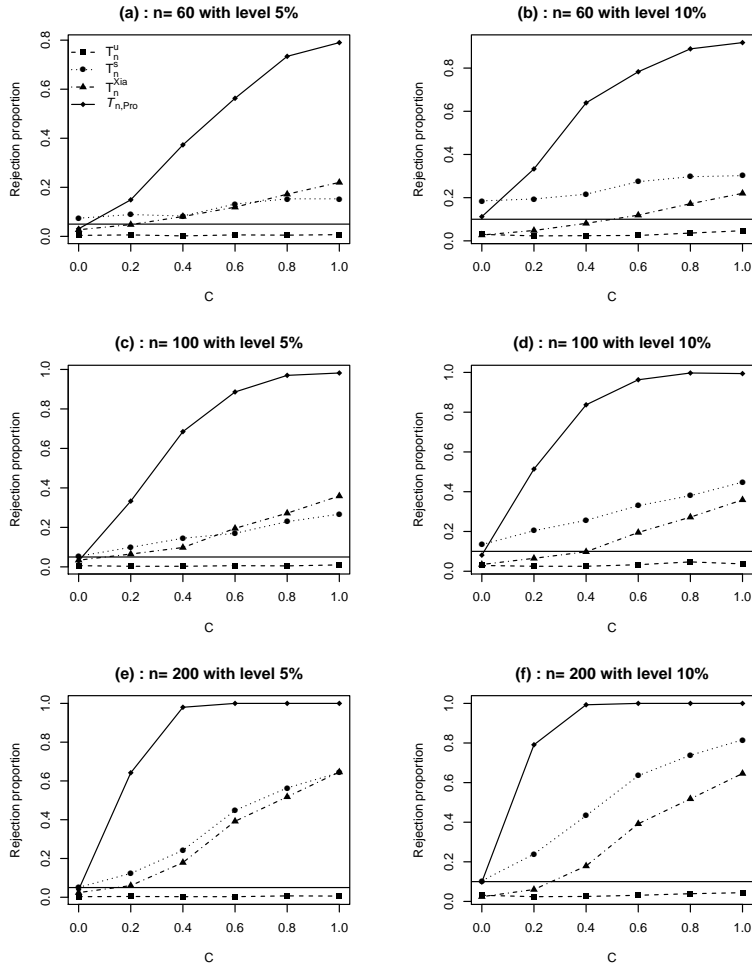 (a) : n= 60 with level 5%
Rejection proportion
0.0 0.2 0.4 0.6 0.8
T_n^u
T_n^s
T_n^Xia
T_n,Pro
0.0 0.2 0.4 0.6 0.8 1.0
C
(b) : n= 60 with level 10%
Rejection proportion
0.0 0.2 0.4 0.6 0.8
0.0 0.2 0.4 0.6 0.8 1.0
C
(c) : n= 100 with level 5%
Rejection proportion
0.0 0.2 0.4 0.6 0.8 1.0
0.0 0.2 0.4 0.6 0.8 1.0
C
(d) : n= 100 with level 10%
Rejection proportion
0.0 0.2 0.4 0.6 0.8 1.0
0.0 0.2 0.4 0.6 0.8 1.0
C
(e) : n= 200 with level 5%
Rejection proportion
0.0 0.2 0.4 0.6 0.8 1.0
0.0 0.2 0.4 0.6 0.8 1.0
C
(f) : n= 200 with level 10%
Rejection proportion
0.0 0.2 0.4 0.6 0.8 1.0
0.0 0.2 0.4 0.6 0.8 1.0
C